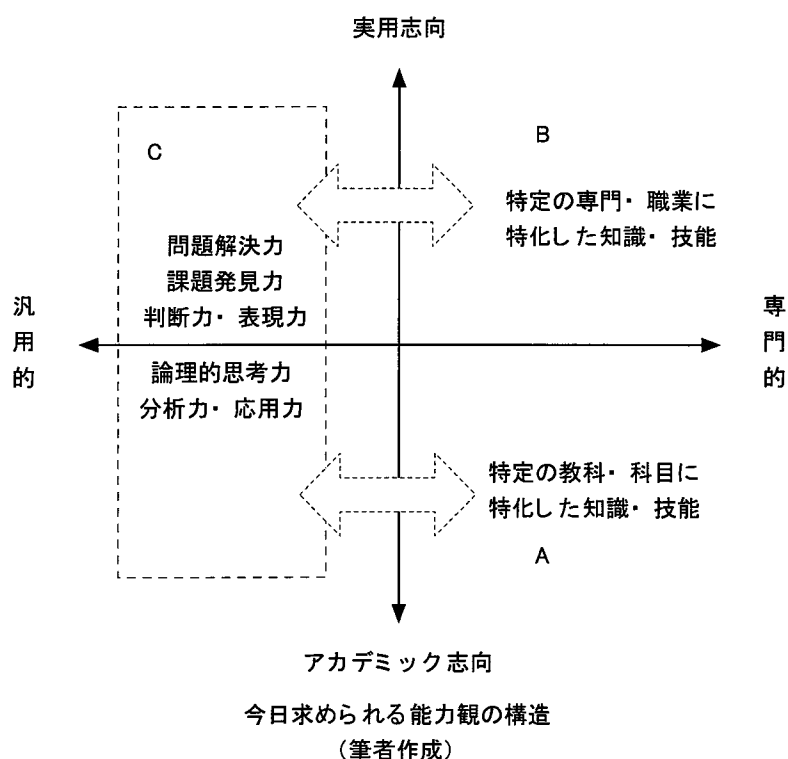 実用志向
C
B
特定の専門・職業に
特化した知識・技能
問題解決力
課題発見力
判断力・表現力
汎用的
専門的
論理的思考力
分析力・応用力
特定の教科・科目に
特化した知識・技能
A
アカデミック志向
今日求められる能力観の構造
(筆者作成)